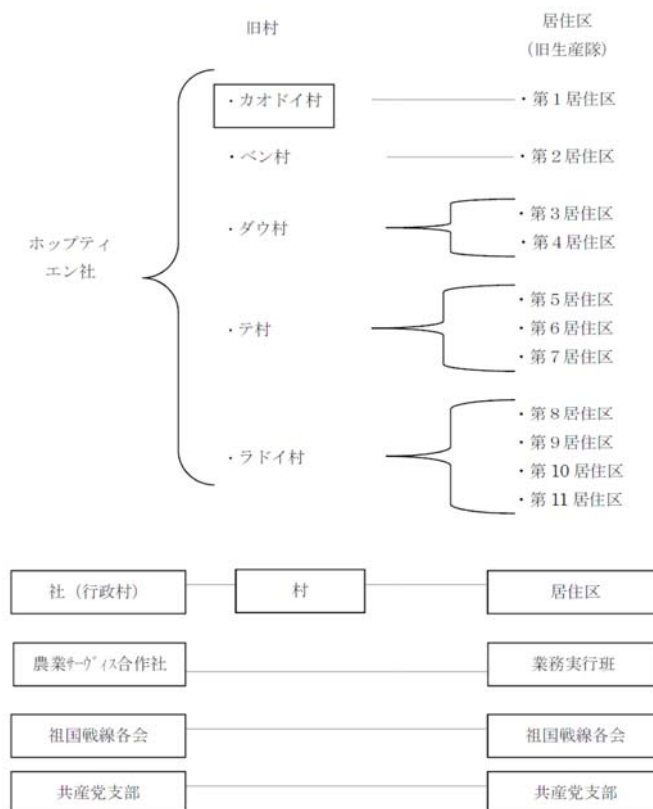 旧村
居住区
(旧生産隊)
ホップティ
エン社
・カオドイ村
・第1居住区
・ベン村
・第2居住区
・ダウ村
・第3居住区
・第4居住区
・テ村
・第5居住区
・第6居住区
・第7居住区
・ラドイ村
・第8居住区
・第9居住区
・第10居住区
・第11居住区
社（行政村）
村
居住区
農業ｻｰｳﾞｨｽ合作社
業務実行班
祖国戦線各会
祖国戦線各会
共産党支部
共産党支部